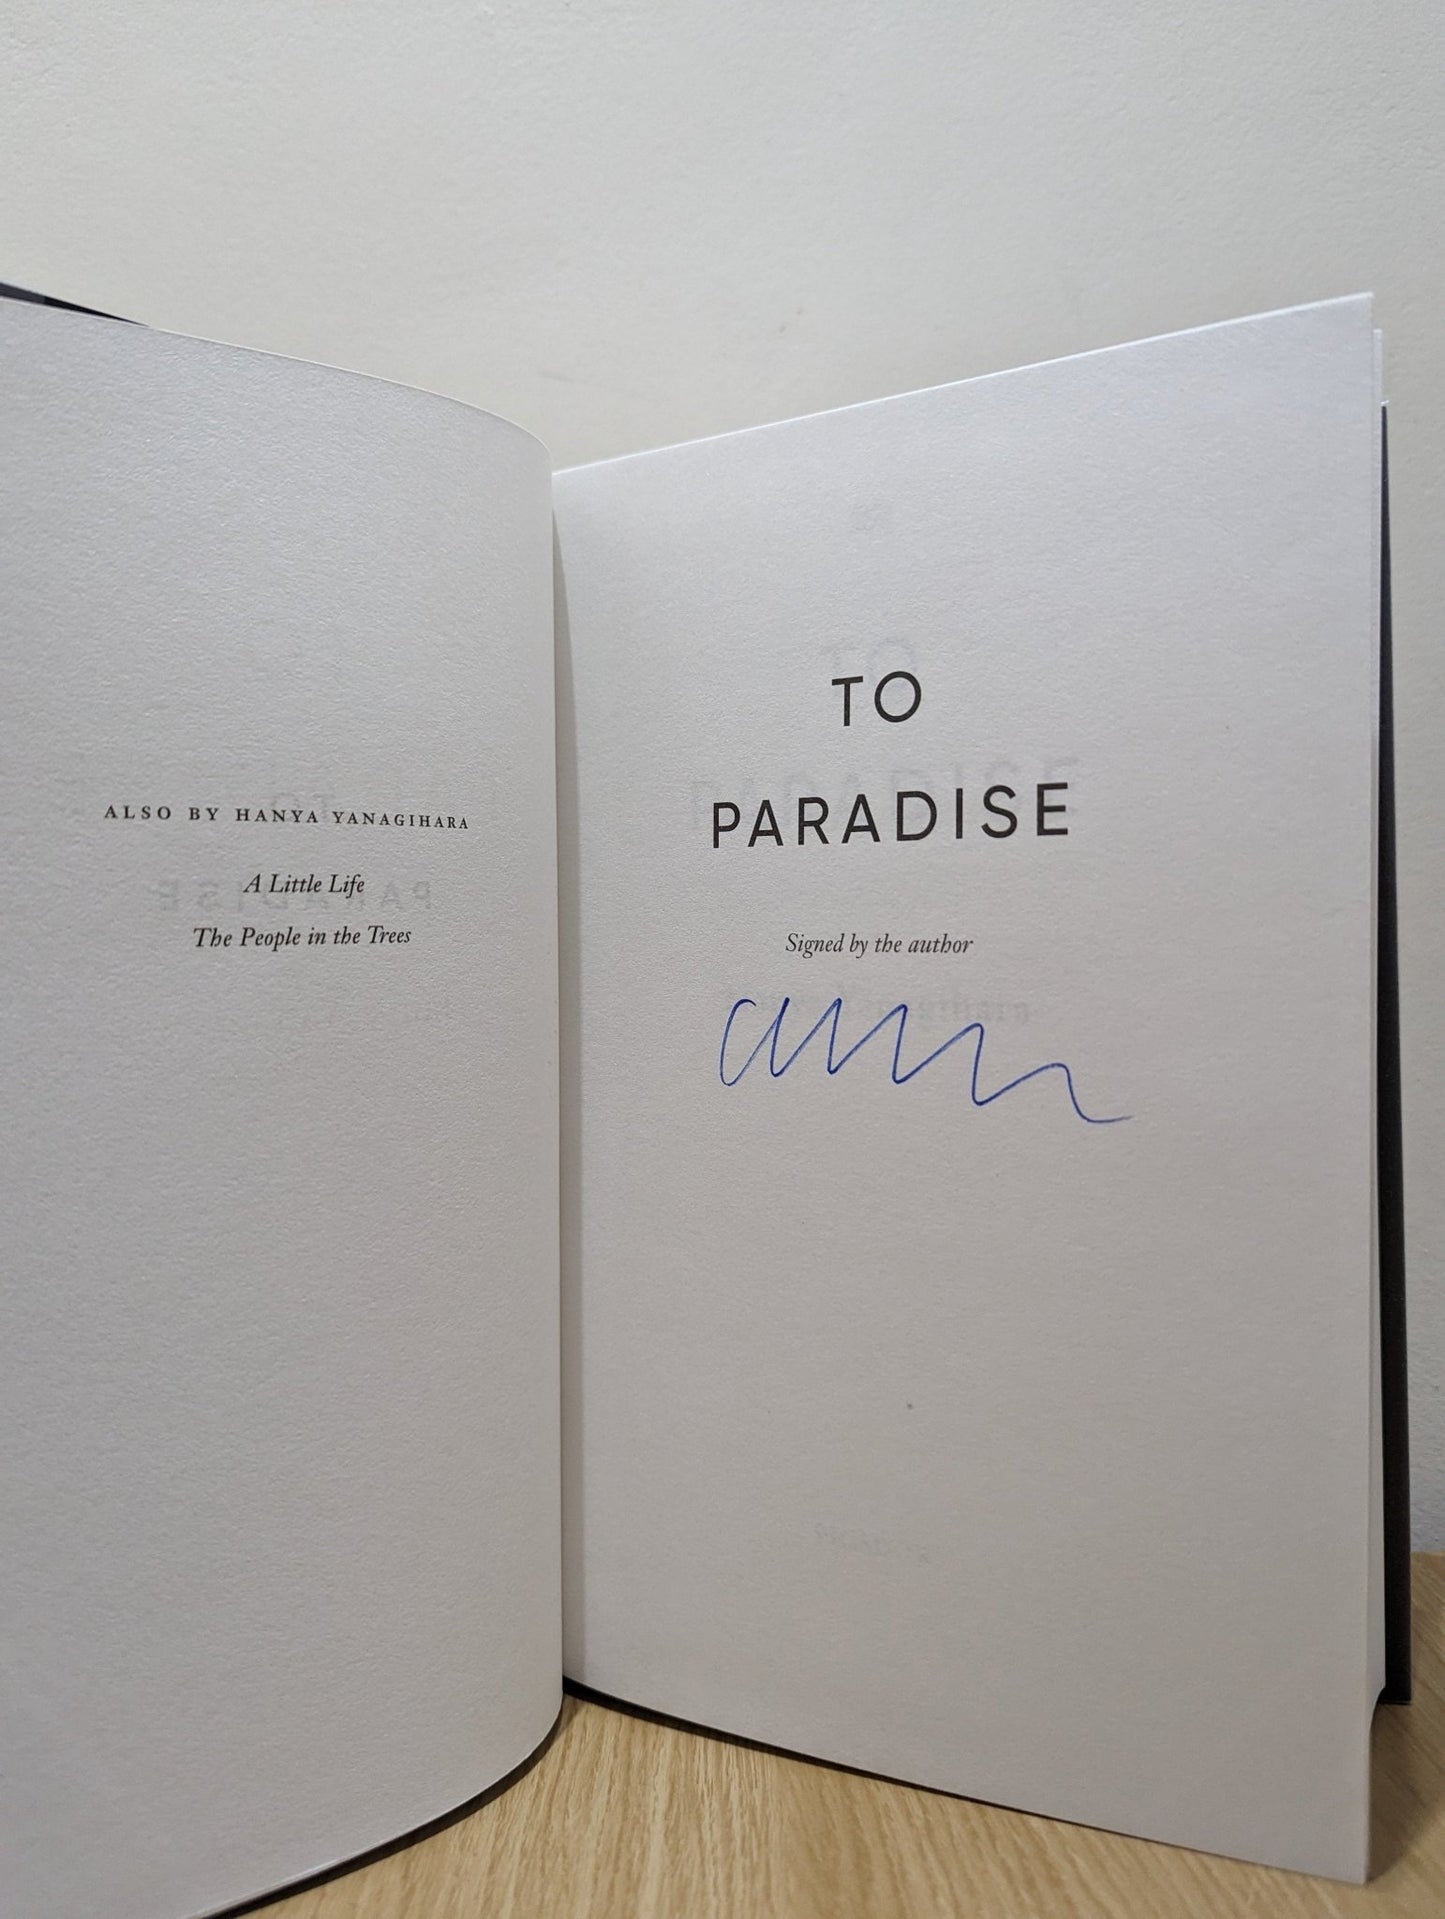 ALSO BY HANYA YANAGIHARA
A Little Life
The People in the Trees
TO
PARADISE
Signed by the author